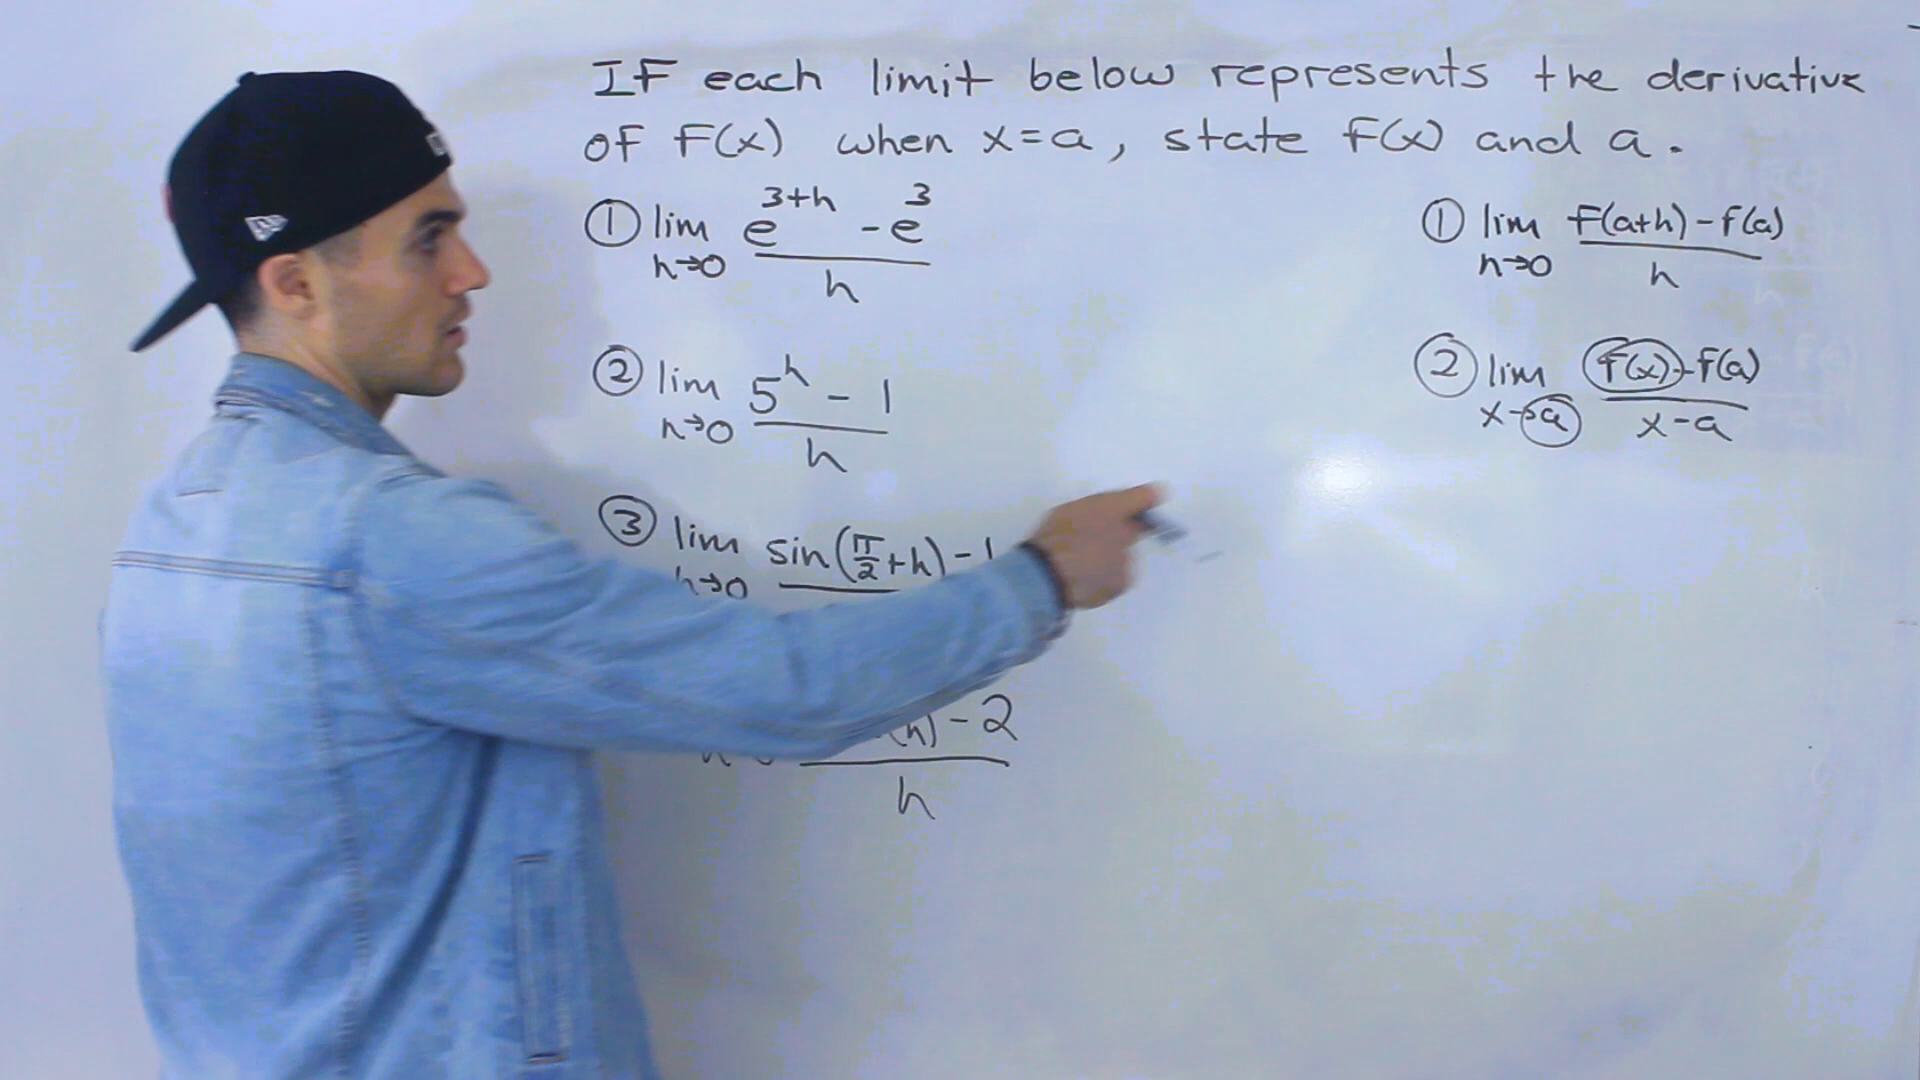 IF each limit below represents the derivative
of F(x) when x=a, state F(x) and a.
① lim e^(3+h) - e^3
h→0 h
② lim 5^h - 1
h→0 h
③ lim sin(π/2+h) - 1
h→0
(h) - 2
h
① lim F(a+h) - f(a)
h→0 h
② lim f(x) - f(a)
x→a x-a